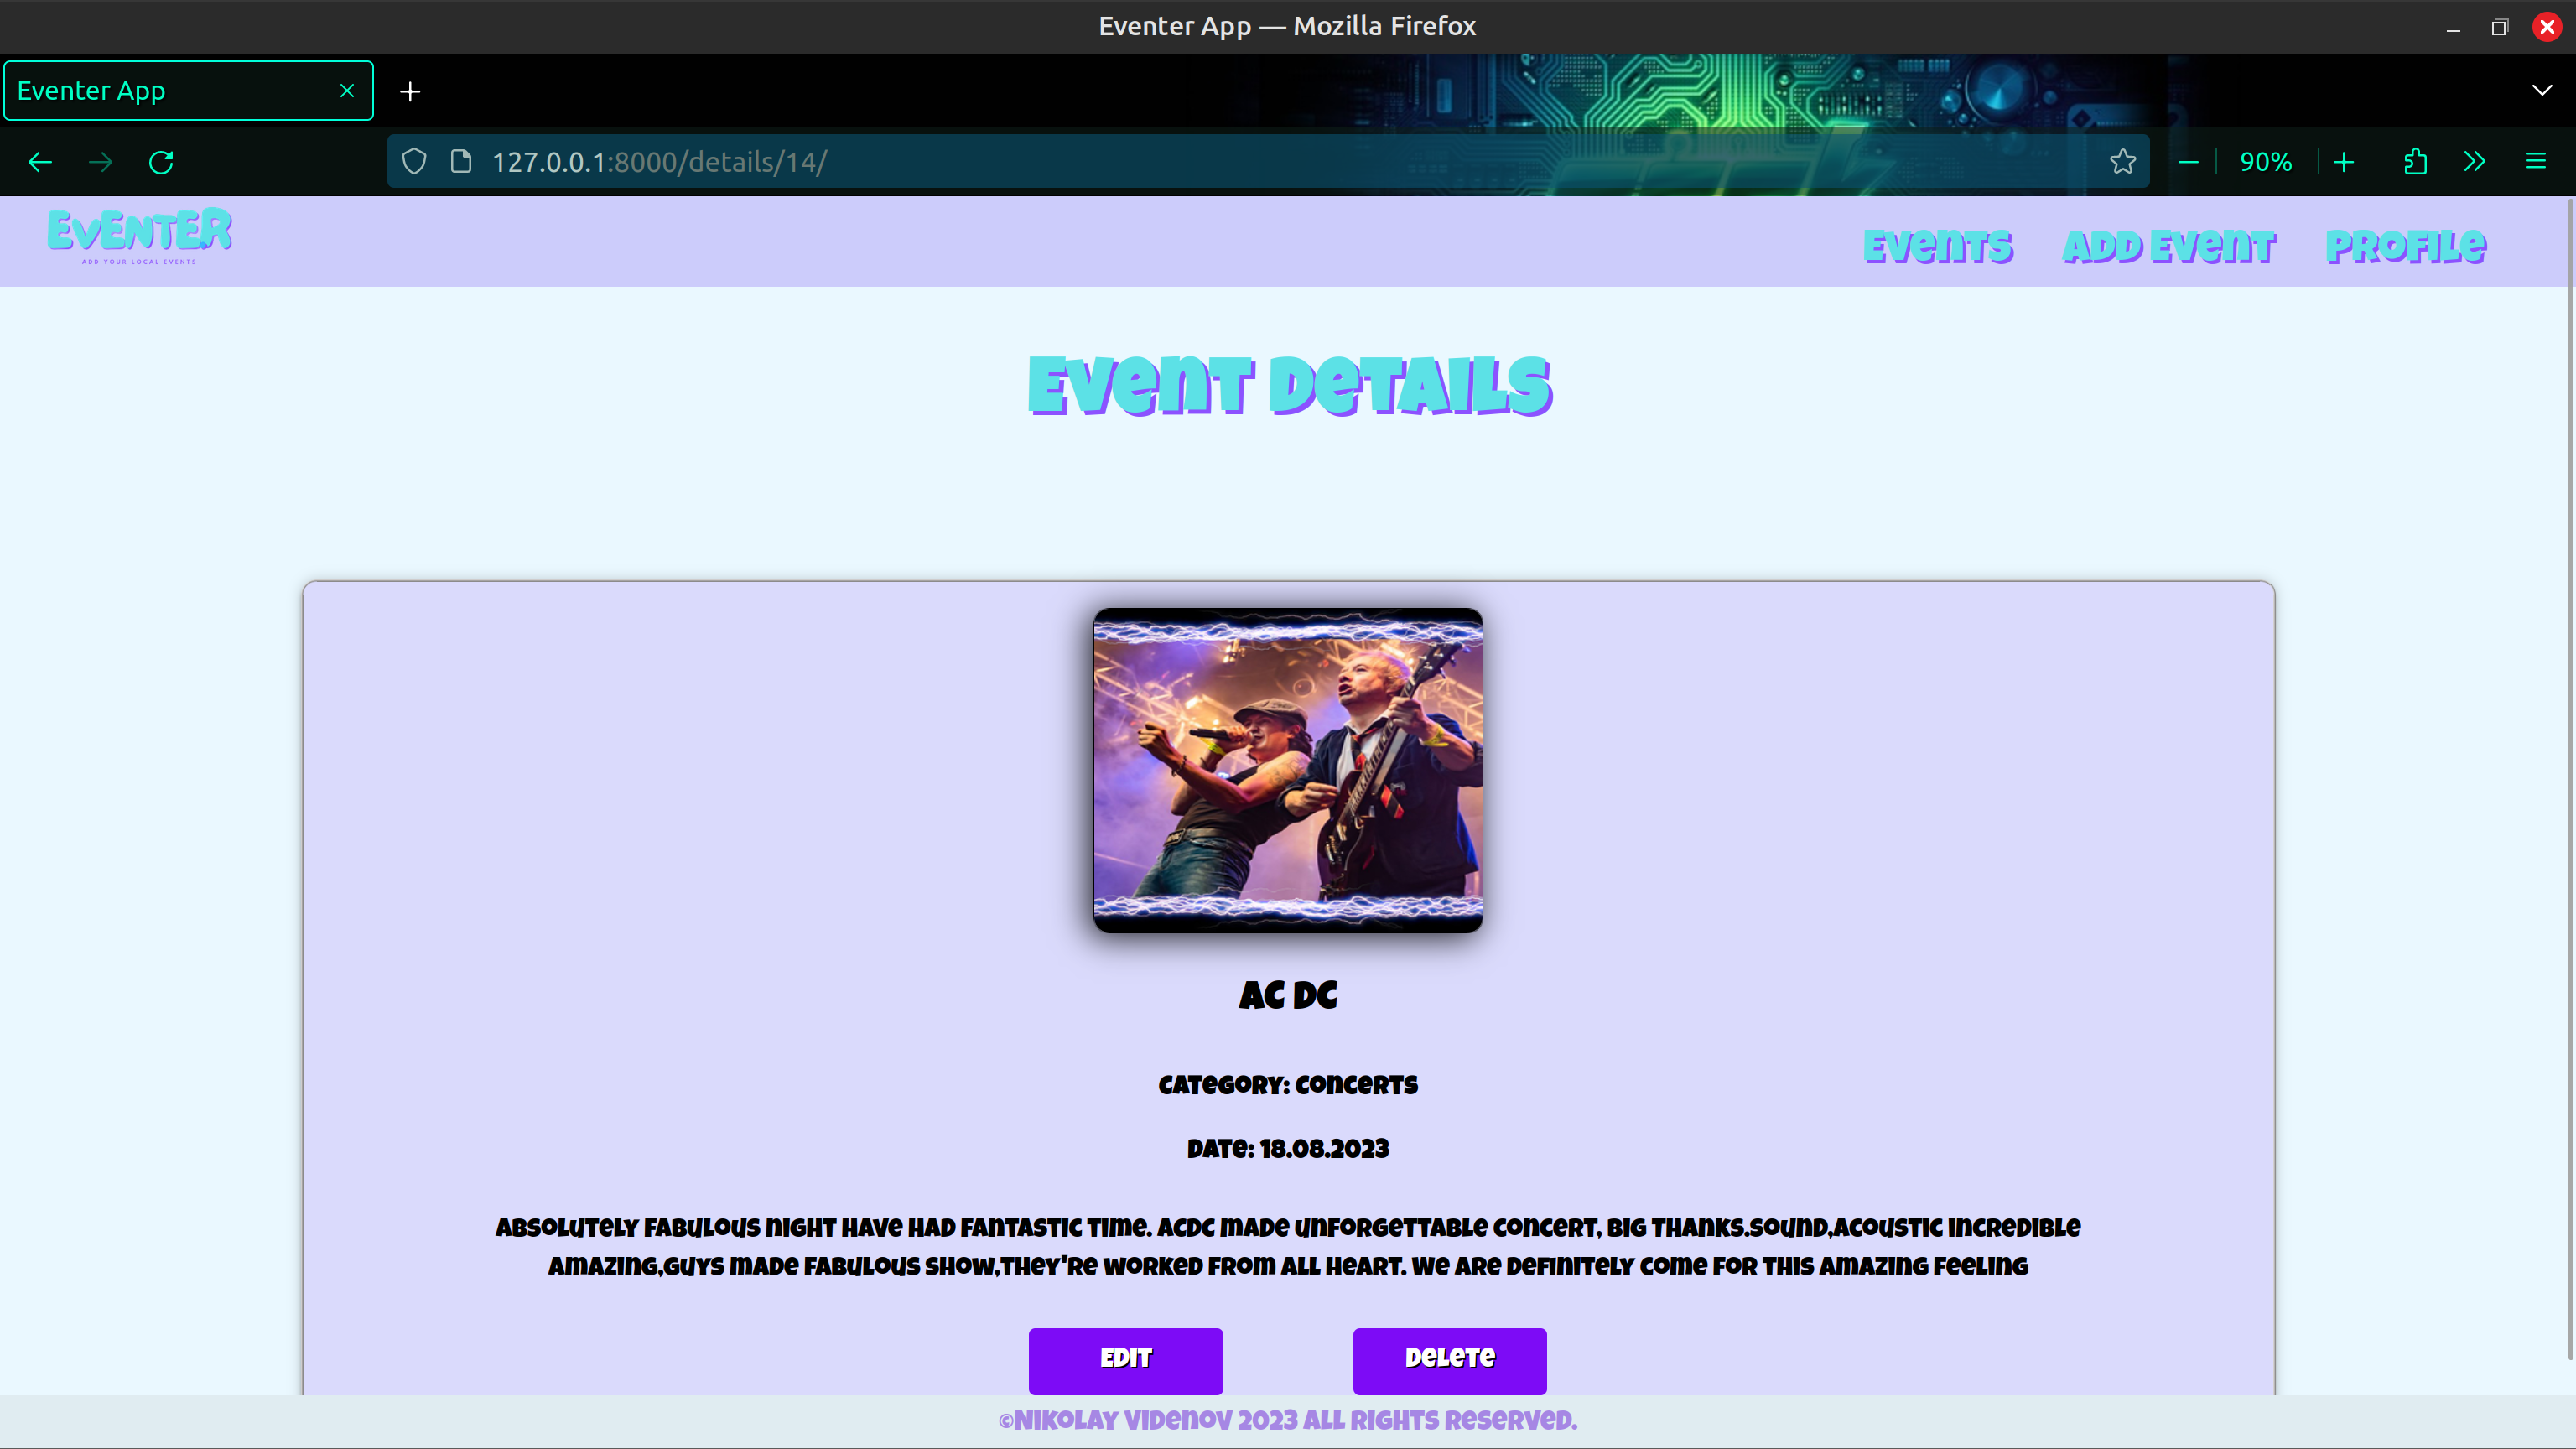 Eventer App — Mozilla Firefox
Eventer App
127.0.0.1:8000/details/14/
90%
EVENTER
ADD YOUR LOCAL EVENTS
Events Add Event Profile
Event Details
AC DC
Category: Concerts
Date: 18.08.2023
Absolutely fabulous night have had fantastic time. ACDC made unforgettable concert, big thanks.Sound,acoustic incredible
amazing,guys made fabulous show,they're worked from all heart. We are definitely come for this amazing feeling
Edit Delete
©Nikolay Videnov 2023 All rights reserved.